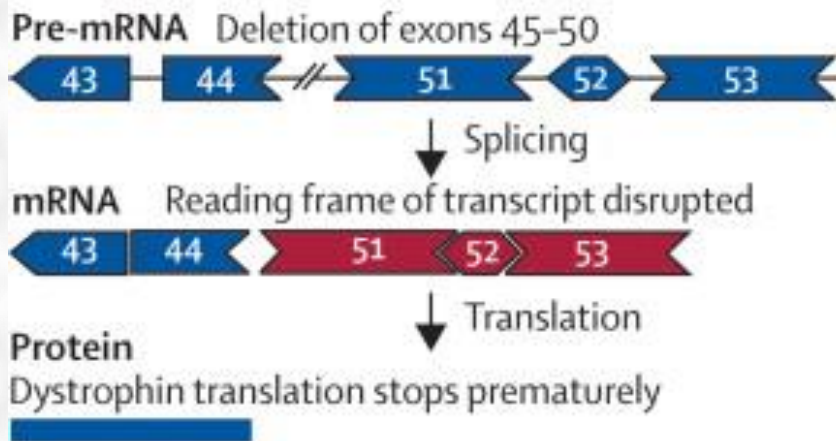 Pre-mRNA Deletion of exons 45–50
43 44 51 52 53
Splicing
mRNA Reading frame of transcript disrupted
43 44 51 52 53
Translation
Protein
Dystrophin translation stops prematurely